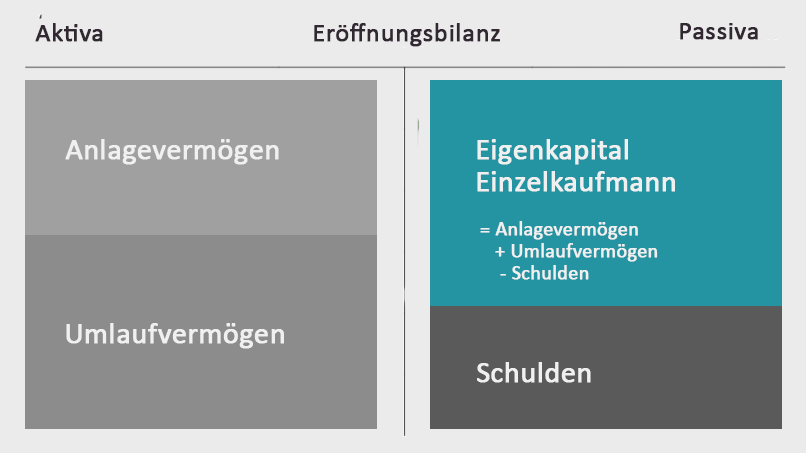 Aktiva
Eröffnungsbilanz
Passiva
Anlagevermögen
Umlaufvermögen
Eigenkapital
Einzelkaufmann
= Anlagevermögen
+ Umlaufvermögen
- Schulden
Schulden